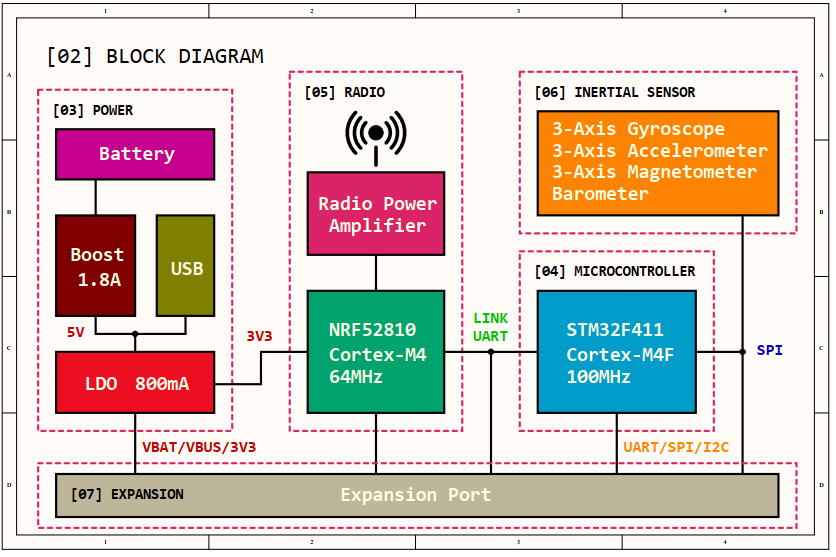 1 2 3 4
A A
[02] BLOCK DIAGRAM
[03] POWER
[05] RADIO
[06] INERTIAL SENSOR
Battery
3-Axis Gyroscope
3-Axis Accelerometer
3-Axis Magnetometer
Barometer
B B
Radio Power
Amplifier
Boost
1.8A
USB
[04] MICROCONTROLLER
5V
3V3
LINK
UART
C C
LDO 800mA
NRF52810
Cortex-M4
64MHz
STM32F411
Cortex-M4F
100MHz
SPI
VBAT/VBUS/3V3
UART/SPI/I2C
D D
[07] EXPANSION
Expansion Port
1 2 3 4